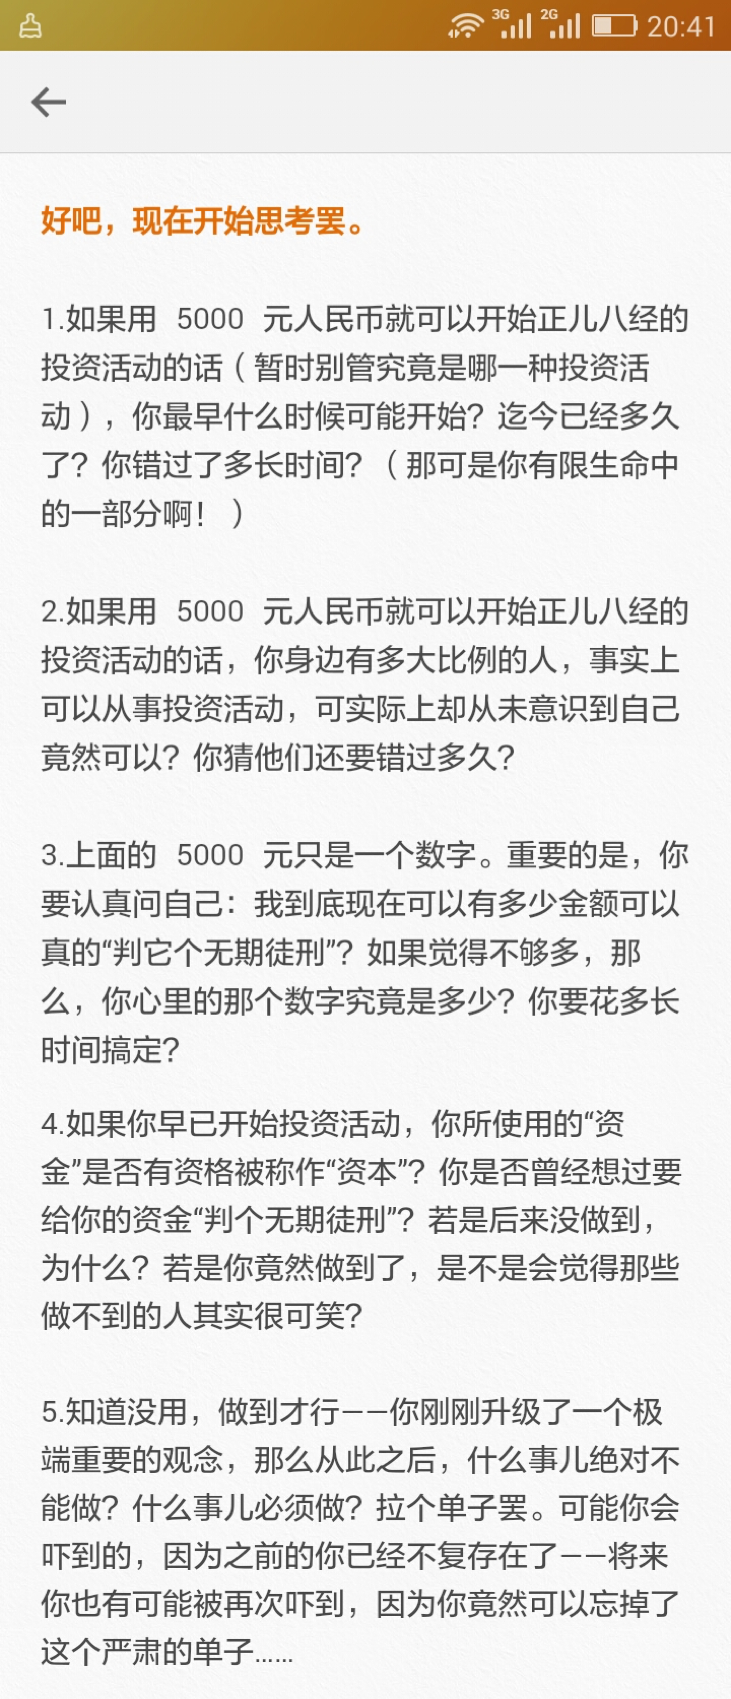 3G 2G 20:41
好吧，现在开始思考罢。
1.如果用 5000 元人民币就可以开始正儿八经的
投资活动的话（暂时别管究竟是哪一种投资活
动），你最早什么时候可能开始？迄今已经多久
了？你错过了多长时间？（那可是你有限生命中
的一部分啊！）
2.如果用 5000 元人民币就可以开始正儿八经的
投资活动的话，你身边有多大比例的人，事实上
可以从事投资活动，可实际上却从未意识到自己
竟然可以？你猜他们还要错过多久？
3.上面的 5000 元只是一个数字。重要的是，你
要认真问自己：我到底现在可以有多少金额可以
真的“判它个无期徒刑”？如果觉得不够多，那
么，你心里的那个数字究竟是多少？你要花多长
时间搞定？
4.如果你早已开始投资活动，你所使用的“资
金”是否有资格被称作“资本”？你是否曾经想过要
给你的资金“判个无期徒刑”？若是后来没做到，
为什么？若是你竟然做到了，是不是会觉得那些
做不到的人其实很可笑？
5.知道没用，做到才行——你刚刚升级了一个极
端重要的观念，那么从此之后，什么事儿绝对不
能做？什么事儿必须做？拉个单子罢。可能你会
吓到的，因为之前的你已经不复存在了——将来
你也有可能被再次吓到，因为你竟然可以忘掉了
这个严肃的单子……